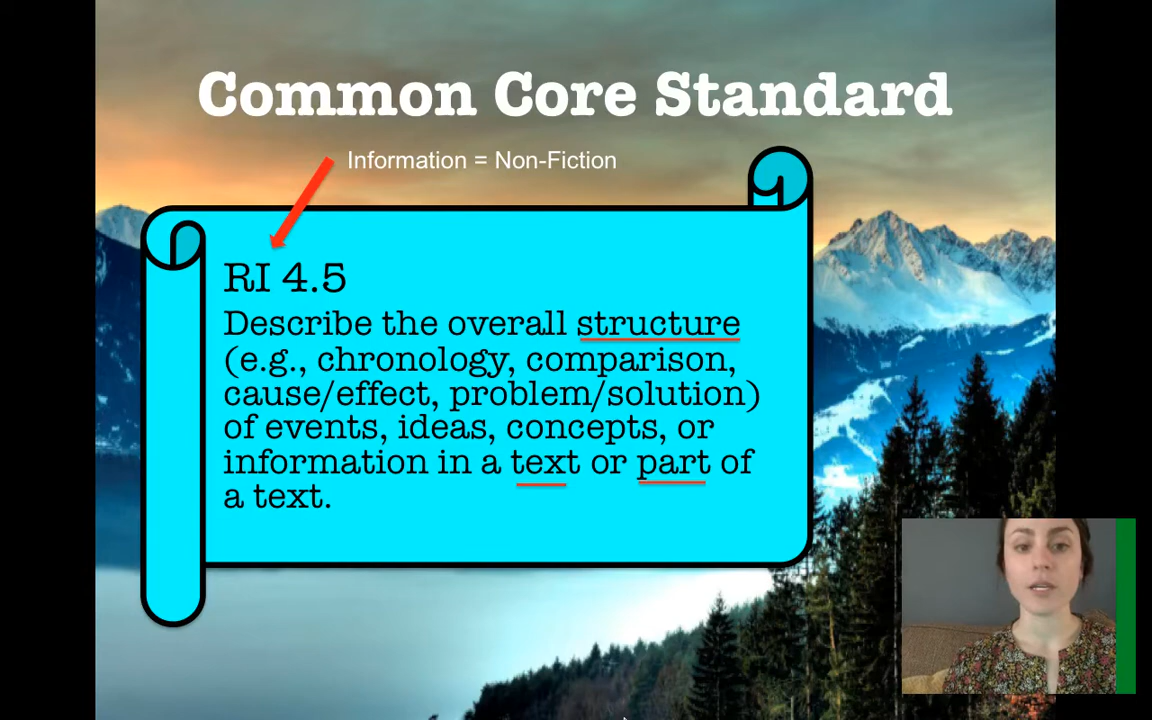 Common Core Standard
Information = Non-Fiction
RI 4.5
Describe the overall structure
(e.g., chronology, comparison,
cause/effect, problem/solution)
of events, ideas, concepts, or
information in a text or part of
a text.